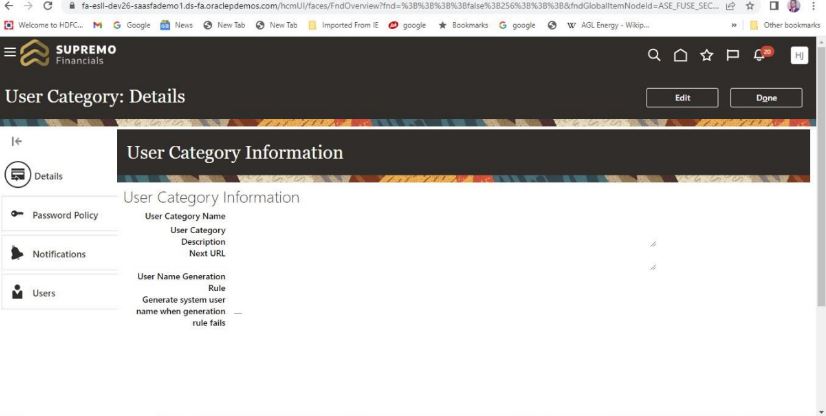 fa-esll-dev26-saasfademo1.ds-fa.oraclepdemos.com/hcmUI/faces/FndOverview?fnd=%3B%3B%3B%3Bfalse%3B256%3B%3B%3B&fndGlobalItemNodeId=ASE_FUSE_SEC...
Welcome to HDFC... M G Google News New Tab New Tab Imported From IE google Bookmarks G google W AGL Energy - Wikip... » Other bookmarks
SUPREMO
Financials
20
HJ
User Category: Details
Edit Done
User Category Information
Details
Password Policy
Notifications
Users
User Category Information
User Category Name
User Category
Description
Next URL
User Name Generation
Rule
Generate system user
name when generation
rule fails